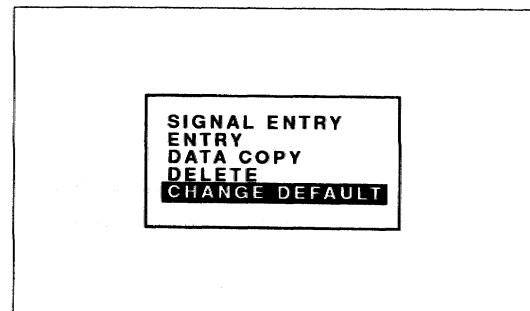 SIGNAL ENTRY
ENTRY
DATA COPY
DELETE
CHANGE DEFAULT